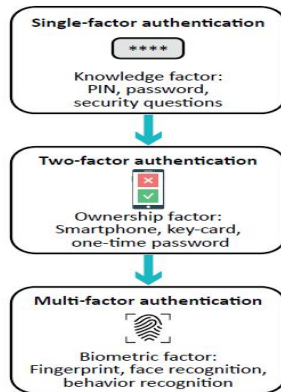 Single-factor authentication
****
Knowledge factor:
PIN, password,
security questions
Two-factor authentication
Ownership factor:
Smartphone, key-card,
one-time password
Multi-factor authentication
Biometric factor:
Fingerprint, face recognition,
behavior recognition